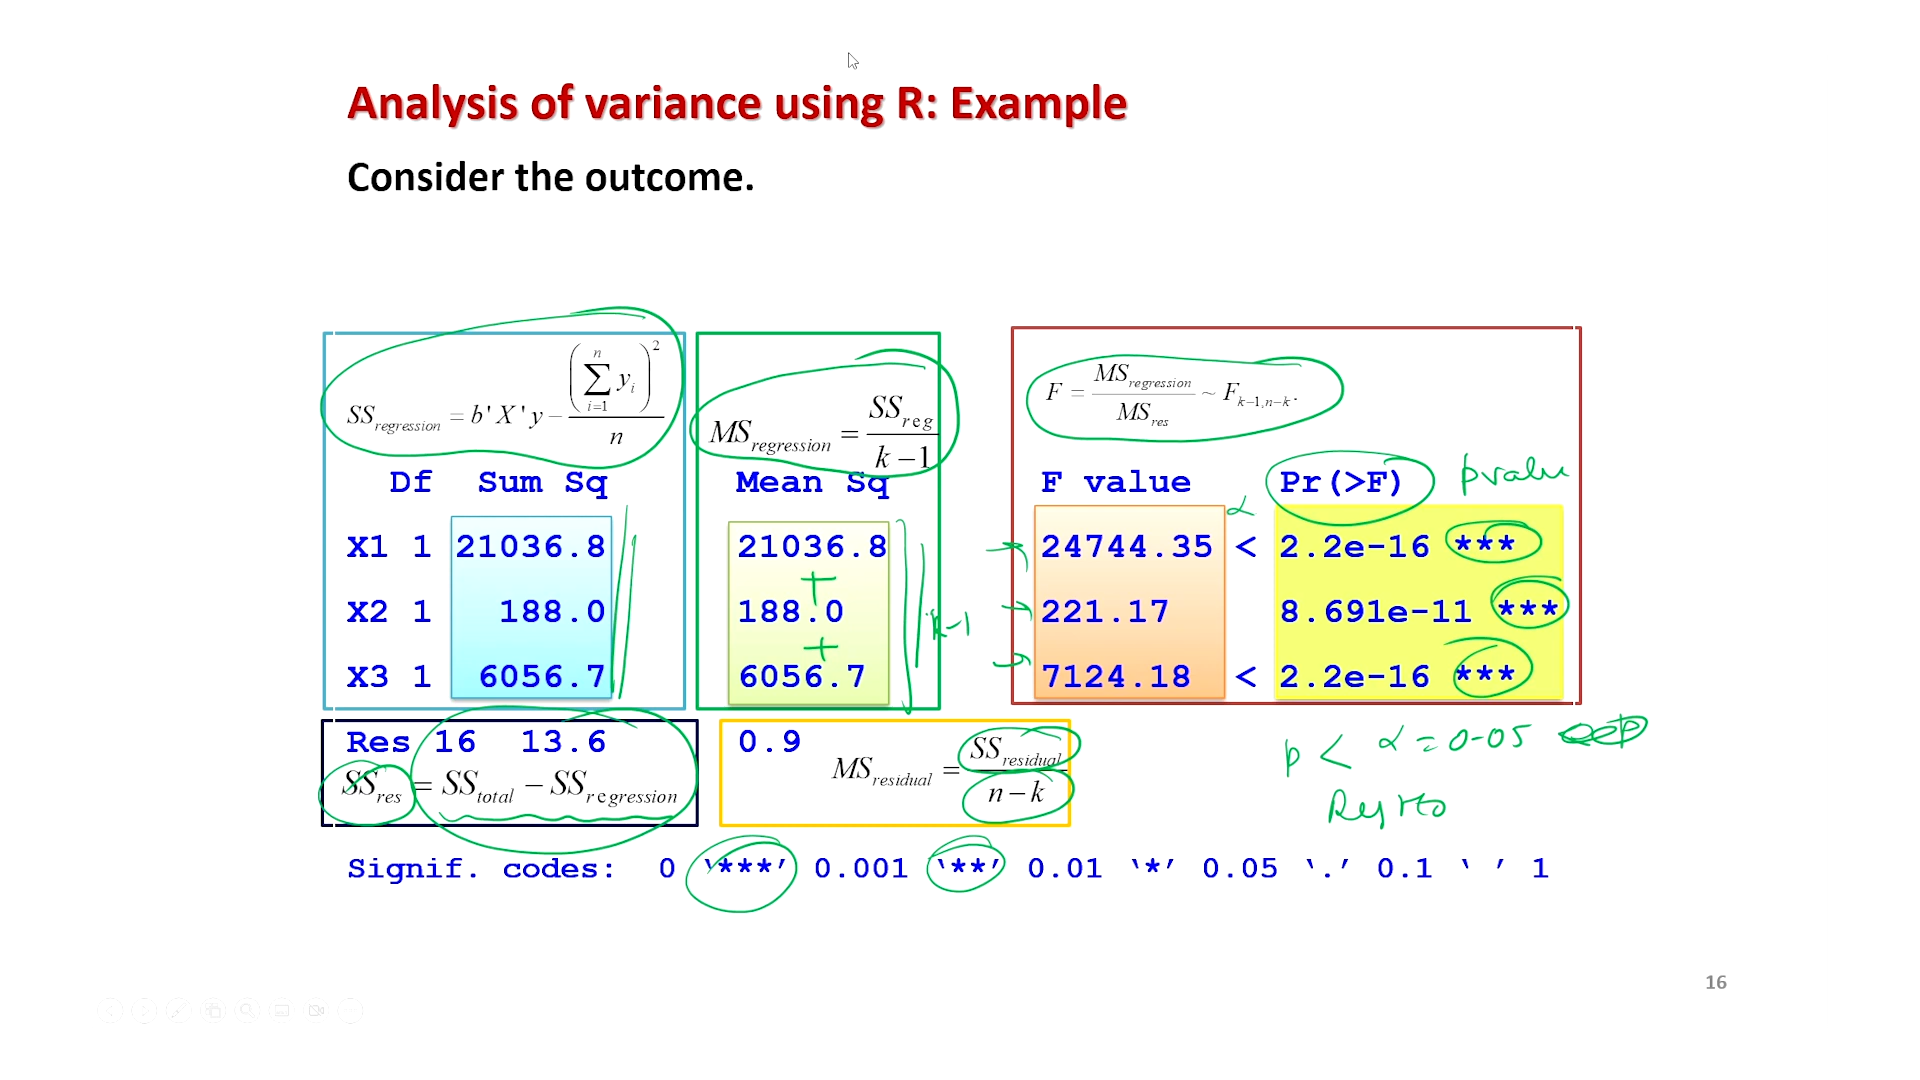 Analysis of variance using R: Example
Consider the outcome.
SS_regression = b'X'y − (∑_{i=1}^{n} y_i)^2 / n
MS_regression = SS_reg / k − 1
F = MS_regression / MS_res ~ F_{k−1,n−k}.
Df Sum Sq Mean Sq F value Pr(>F) pvalu
α
X1 1 21036.8 21036.8 24744.35 < 2.2e-16 ***
+
X2 1 188.0 188.0 221.17 8.691e-11 ***
k-1
+
X3 1 6056.7 6056.7 7124.18 < 2.2e-16 ***
Res 16 13.6 0.9
SS_res = SS_total − SS_regression
MS_residual = SS_residual / n − k
p < α = 0.05
Rej H0
Signif. codes: 0 ‘***’ 0.001 ‘**’ 0.01 ‘*’ 0.05 ‘.’ 0.1 ‘ ’ 1
16